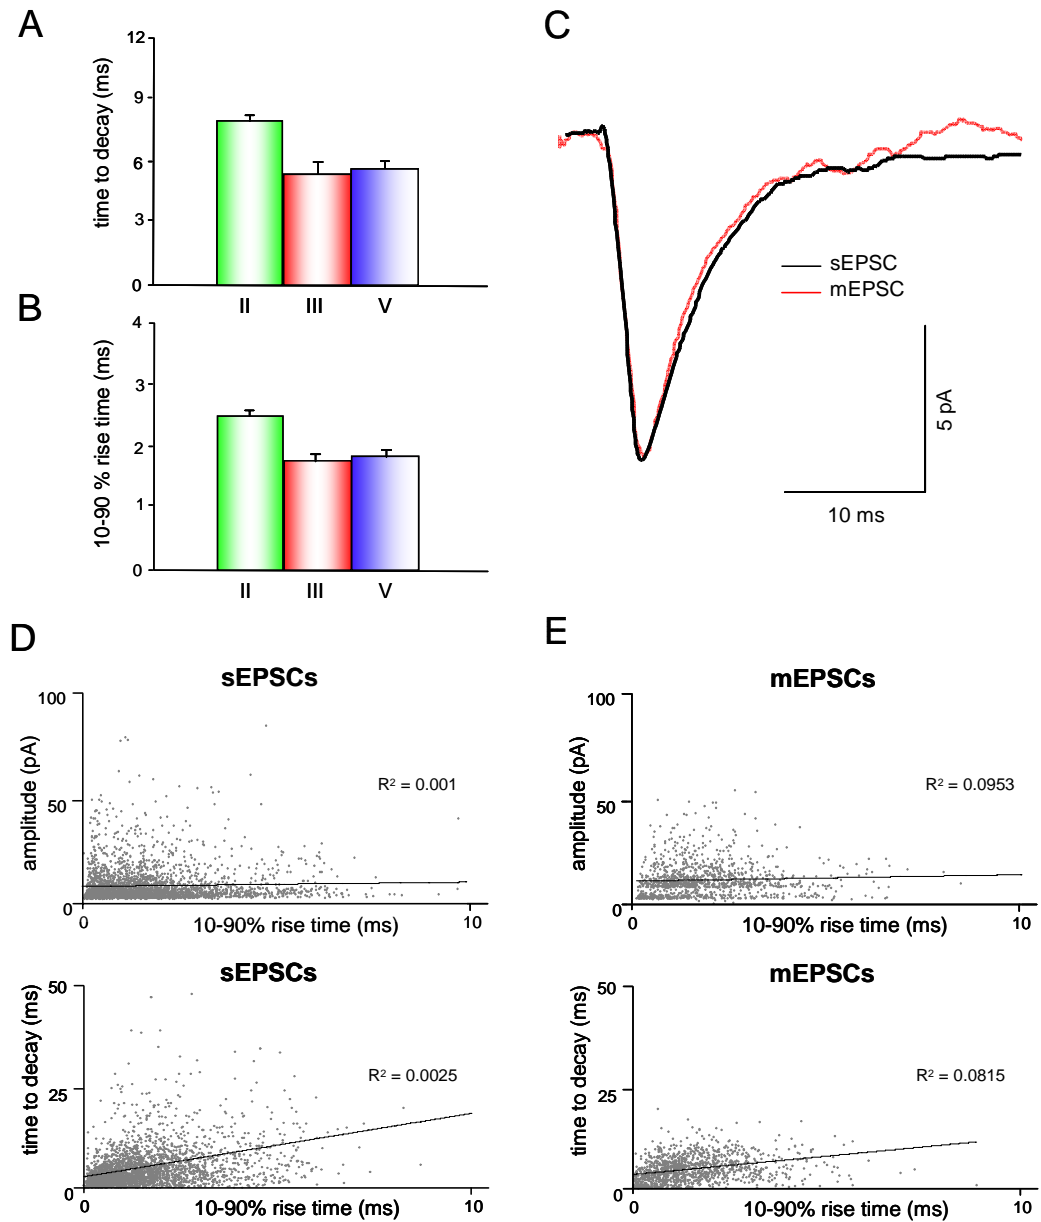 A
12
9
6
3
0
time to decay (ms)
II III V
B
4
3
2
1
0
10-90 % rise time (ms)
II III V
C
sEPSC
mEPSC
5 pA
10 ms
D
sEPSCs
100
50
0
amplitude (pA)
R² = 0.001
0 10-90% rise time (ms) 10
sEPSCs
50
25
0
time to decay (ms)
R² = 0.0025
0 10-90% rise time (ms) 10
E
mEPSCs
100
50
0
amplitude (pA)
R² = 0.0953
0 10-90% rise time (ms) 10
mEPSCs
50
25
0
time to decay (ms)
R² = 0.0815
0 10-90% rise time (ms) 10